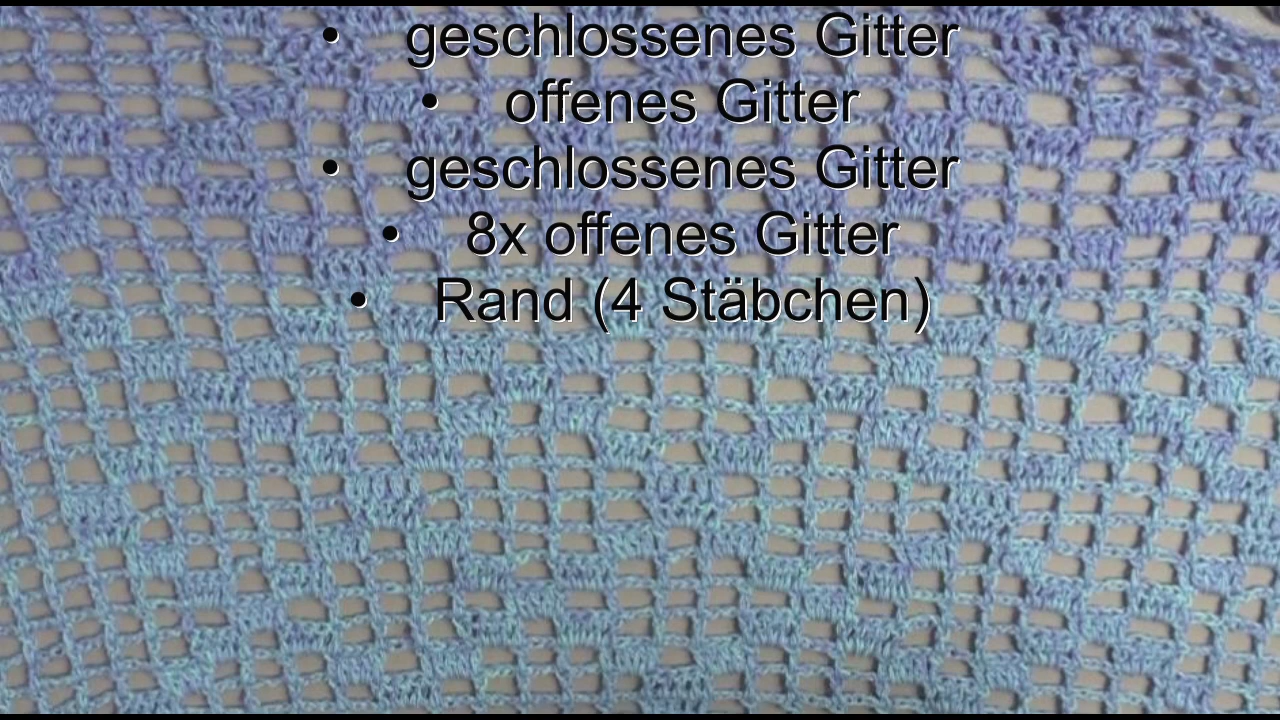 • geschlossenes Gitter
• offenes Gitter
• geschlossenes Gitter
• 8x offenes Gitter
• Rand (4 Stäbchen)